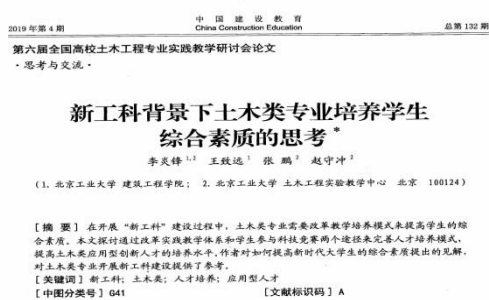 中 国 建 设 教 育
2019 年第 4 期 China Construction Education 总第 132 期
第六届全国高校土木工程专业实践教学研讨会论文
·思考与交流·
新工科背景下土木类专业培养学生
综合素质的思考*
李炎锋1,2 王致远1 张 鹏2 赵守冲2
(1. 北京工业大学 建筑工程学院; 2. 北京工业大学 土木工程实验教学中心 北京 100124)
[摘 要] 在开展“新工科”建设过程中,土木类专业需要改革教学培养模式来提高学生的综
合素质。本文探讨通过改革实践教学体系和学生参与科技竞赛两个途径来完善人才培养模式,
提高土木类应用型创新人才的培养水平。作者对如何提高新时代大学生的综合素质提出的见解,
对土木类专业开展新工科建设提供了参考。
[关键词] 新工科;土木类;人才培养;应用型人才
[中图分类号] G41 [文献标识码] A